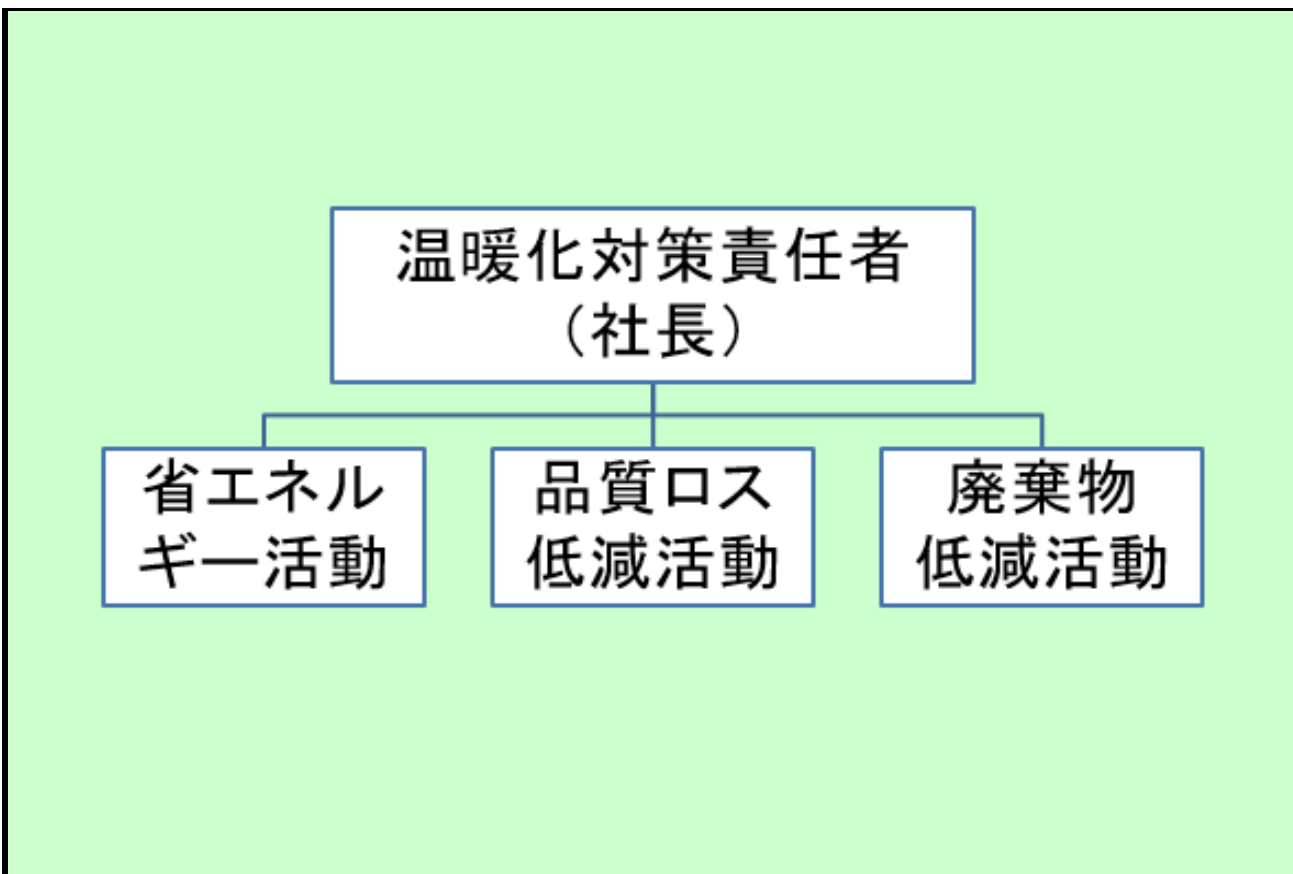 温暖化対策責任者
（社長）
省エネル
ギー活動
品質ロス
低減活動
廃棄物
低減活動